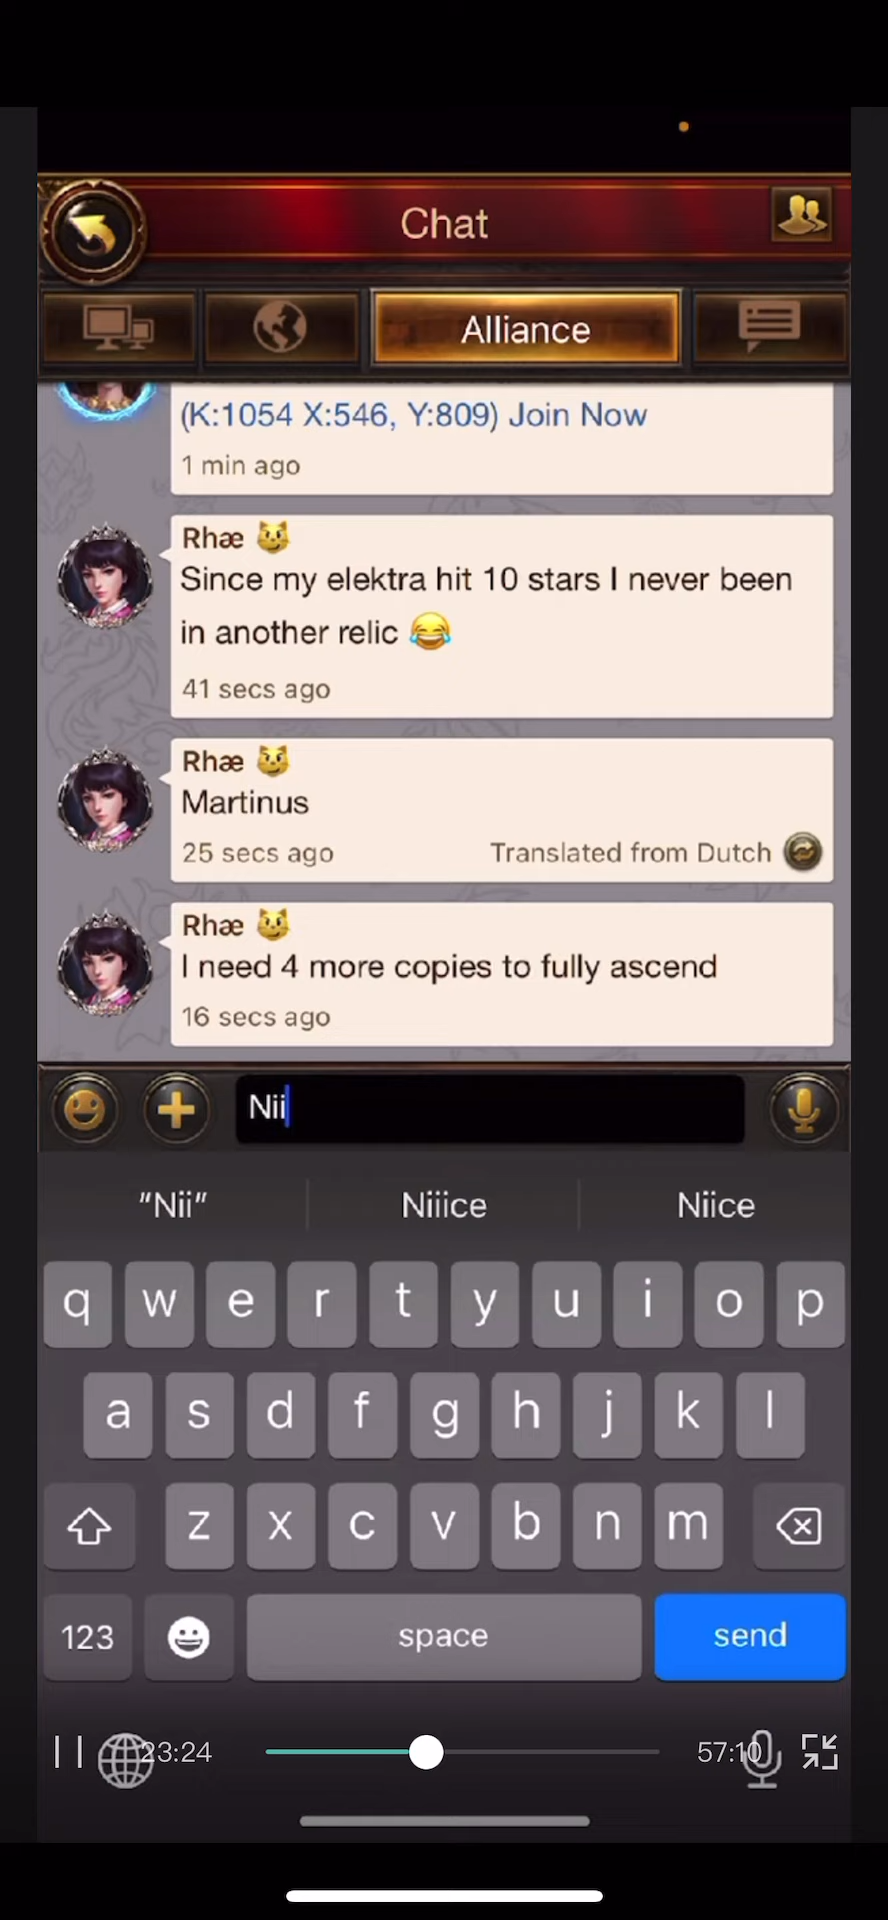 Chat
Alliance
(K:1054 X:546, Y:809) Join Now
1 min ago
Rhæ 😼
Since my elektra hit 10 stars I never been
in another relic 😂
41 secs ago
Rhæ 😼
Martinus
25 secs ago Translated from Dutch
Rhæ 😼
I need 4 more copies to fully ascend
16 secs ago
Nii
"Nii" Niiice Niice
q w e r t y u i o p
a s d f g h j k l
z x c v b n m
123 space send
23:24 57:10